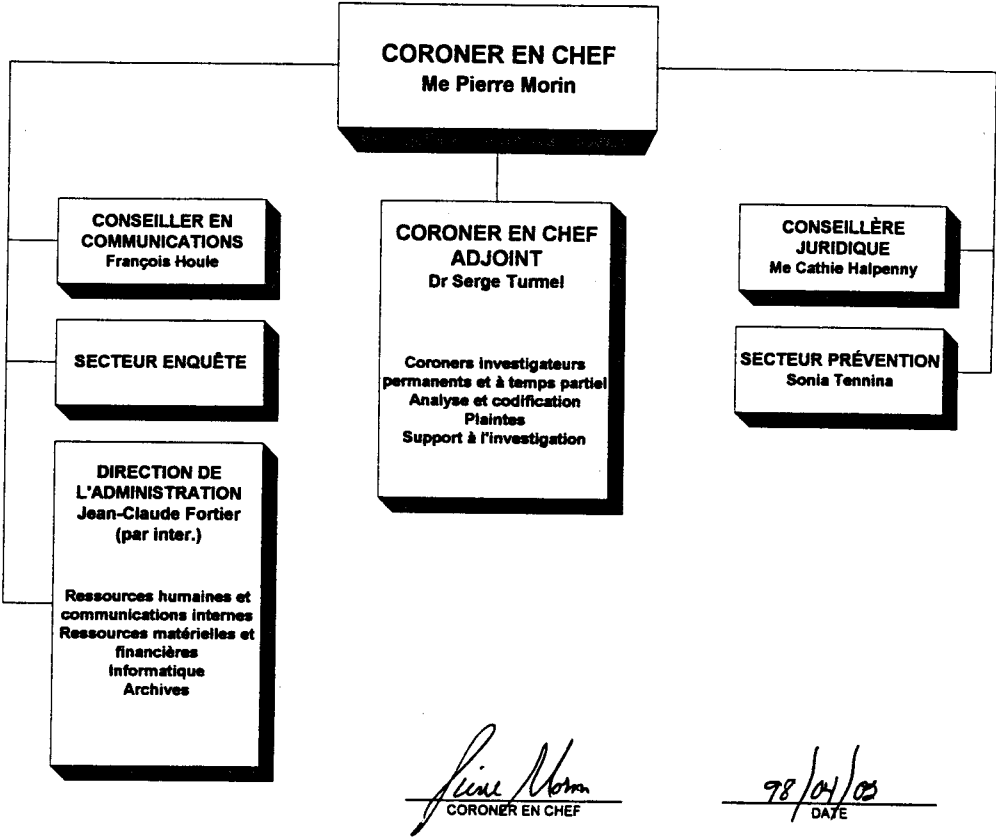 CORONER EN CHEF
Me Pierre Morin
CONSEILLER EN
COMMUNICATIONS
François Houle
SECTEUR ENQUÊTE
DIRECTION DE
L'ADMINISTRATION
Jean-Claude Fortier
(par inter.)
Ressources humaines et
communications internes
Ressources matérielles et
financières
Informatique
Archives
CORONER EN CHEF
ADJOINT
Dr Serge Turmel
Coroners investigateurs
permanents et à temps partiel
Analyse et codification
Plaintes
Support à l'investigation
CONSEILLÈRE
JURIDIQUE
Me Cathie Halpenny
SECTEUR PRÉVENTION
Sonia Tennina
Pierre Morin
CORONER EN CHEF
98/04/02
DATE